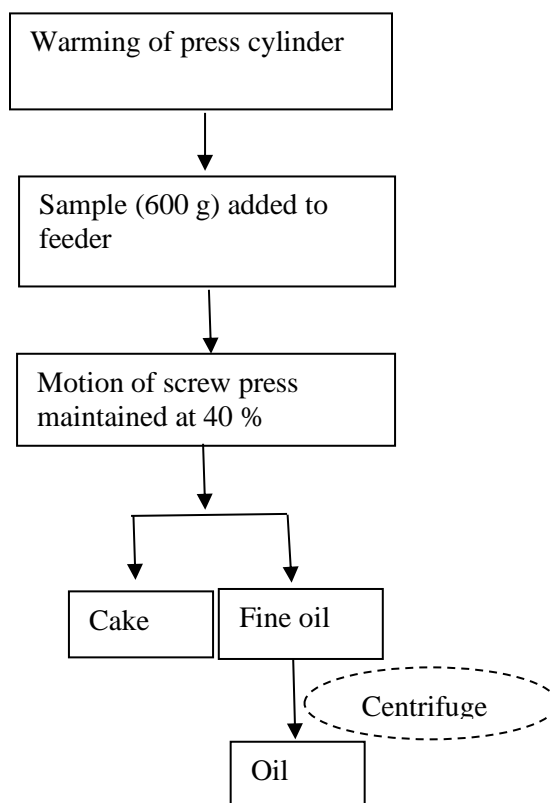 Warming of press cylinder
Sample (600 g) added to
feeder
Motion of screw press
maintained at 40 %
Cake
Fine oil
Centrifuge
Oil